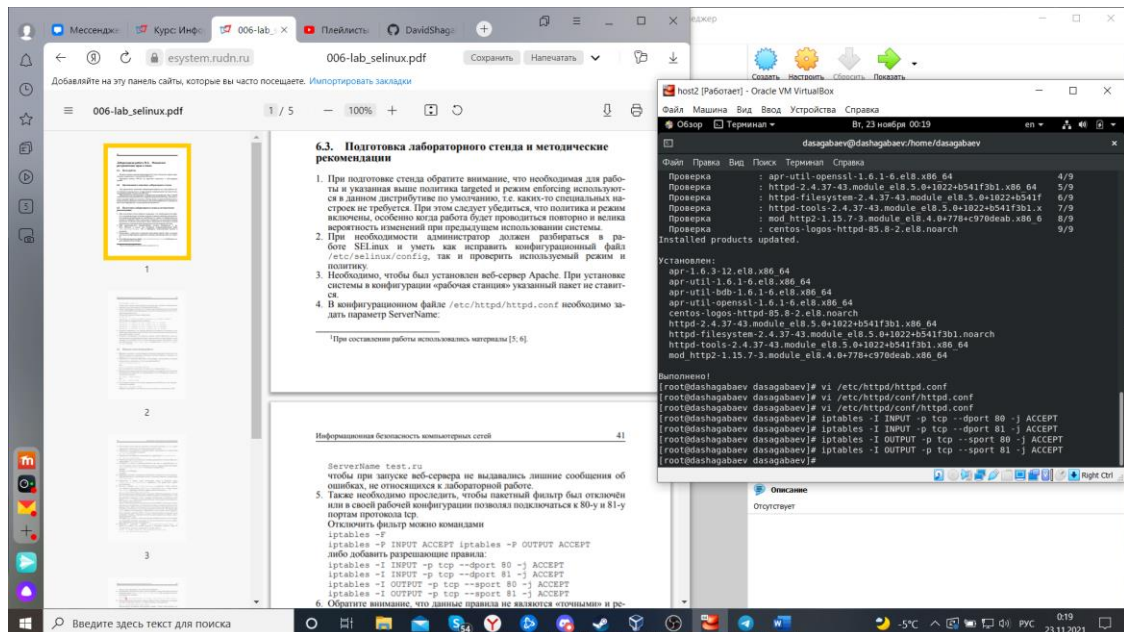 Мессендже
Курс: Инфо
006-lab_s
Плейлисты
DavidShaga
esystem.rudn.ru
006-lab_selinux.pdf
Сохранить
Напечатать
Добавляйте на эту панель сайты, которые вы часто посещаете. Импортировать закладки
006-lab_selinux.pdf
1 / 5
100%
1
2
3
6.3. Подготовка лабораторного стенда и методические
рекомендации
1. При подготовке стенда обратите внимание, что необходимая для рабо-
ты и указанная выше политика targeted и режим enforcing используют-
ся в данном дистрибутиве по умолчанию, т.е. каких-то специальных на-
строек не требуется. При этом следует убедиться, что политика и режим
включены, особенно когда работа будет проводиться повторно и велика
вероятность изменений при предыдущем использовании системы.
2. При необходимости администратор должен разбираться в ра-
боте SELinux и уметь как исправить конфигурационный файл
/etc/selinux/config, так и проверить используемый режим и
политику.
3. Необходимо, чтобы был установлен веб-сервер Apache. При установке
системы в конфигурации «рабочая станция» указанный пакет не ставит-
ся.
4. В конфигурационном файле /etc/httpd/httpd.conf необходимо за-
дать параметр ServerName:
1При составлении работы использовались материалы [5; 6].
Информационная безопасность компьютерных сетей 41
ServerName test.ru
чтобы при запуске веб-сервера не выдавались лишние сообщения об
ошибках, не относящихся к лабораторной работе.
5. Также необходимо проследить, чтобы пакетный фильтр был отключён
или в своей рабочей конфигурации позволял подключаться к 80-у и 81-у
портам протокола tcp.
Отключить фильтр можно командами
iptables -F
iptables -P INPUT ACCEPT iptables -P OUTPUT ACCEPT
либо добавить разрешающие правила:
iptables -I INPUT -p tcp --dport 80 -j ACCEPT
iptables -I INPUT -p tcp --dport 81 -j ACCEPT
iptables -I OUTPUT -p tcp --sport 80 -j ACCEPT
iptables -I OUTPUT -p tcp --sport 81 -j ACCEPT
6. Обратите внимание, что данные правила не являются «точными» и ре-
еджер
Создать Настроить Сбросить Показать
host2 [Работает] - Oracle VM VirtualBox
Файл Машина Вид Ввод Устройства Справка
Обзор Терминал Вт, 23 ноября 00:19 en
dasagabaev@dashagabaev:/home/dasagabaev
Файл Правка Вид Поиск Терминал Справка
Проверка : apr-util-openssl-1.6.1-6.el8.x86_64 4/9
Проверка : httpd-2.4.37-43.module_el8.5.0+1022+b541f3b1.x86_64 5/9
Проверка : httpd-filesystem-2.4.37-43.module_el8.5.0+1022+b541f 6/9
Проверка : httpd-tools-2.4.37-43.module_el8.5.0+1022+b541f3b1.x 7/9
Проверка : mod_http2-1.15.7-3.module_el8.4.0+778+c970deab.x86_6 8/9
Проверка : centos-logos-httpd-85.8-2.el8.noarch 9/9
Installed products updated.
Установлен:
apr-1.6.3-12.el8.x86_64
apr-util-1.6.1-6.el8.x86_64
apr-util-bdb-1.6.1-6.el8.x86_64
apr-util-openssl-1.6.1-6.el8.x86_64
centos-logos-httpd-85.8-2.el8.noarch
httpd-2.4.37-43.module_el8.5.0+1022+b541f3b1.x86_64
httpd-filesystem-2.4.37-43.module_el8.5.0+1022+b541f3b1.noarch
httpd-tools-2.4.37-43.module_el8.5.0+1022+b541f3b1.x86_64
mod_http2-1.15.7-3.module_el8.4.0+778+c970deab.x86_64
Выполнено!
[root@dashagabaev dasagabaev]# vi /etc/httpd/httpd.conf
[root@dashagabaev dasagabaev]# vi /etc/httpd/conf/httpd.conf
[root@dashagabaev dasagabaev]# vi /etc/httpd/conf/httpd.conf
[root@dashagabaev dasagabaev]# iptables -I INPUT -p tcp --dport 80 -j ACCEPT
[root@dashagabaev dasagabaev]# iptables -I INPUT -p tcp --dport 81 -j ACCEPT
[root@dashagabaev dasagabaev]# iptables -I OUTPUT -p tcp --sport 80 -j ACCEPT
[root@dashagabaev dasagabaev]# iptables -I OUTPUT -p tcp --sport 81 -j ACCEPT
[root@dashagabaev dasagabaev]#
Right Ctrl
Описание
Отсутствует
Введите здесь текст для поиска
54
-5°C
РУС
0:19
23.11.2021